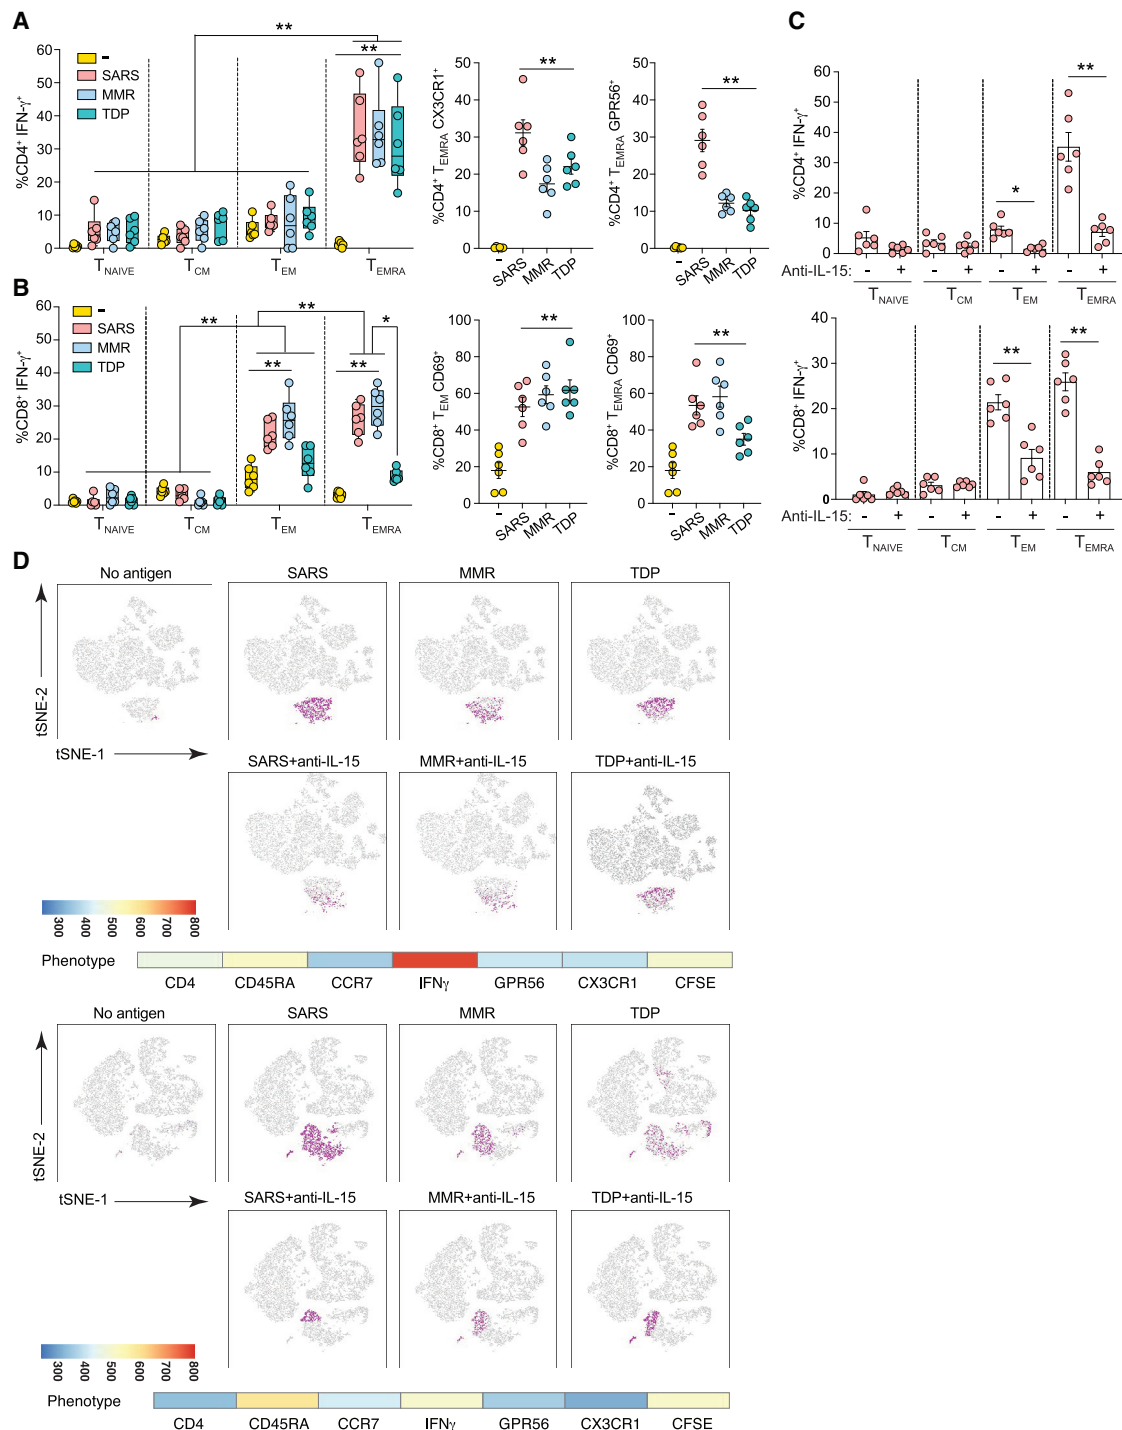 A
%CD4+ IFN-γ+
60
50
40
30
20
10
0
-
SARS
MMR
TDP
**
**
TNAIVE
TCM
TEM
TEMRA
%CD4+ TEMRA CX3CR1+
50
40
30
20
10
0
**
-
SARS
MMR
TDP
%CD4+ TEMRA GPR56+
50
40
30
20
10
0
**
-
SARS
MMR
TDP
B
%CD8+ IFN-γ+
60
50
40
30
20
10
0
-
SARS
MMR
TDP
**
**
**
**
*
TNAIVE
TCM
TEM
TEMRA
%CD8+ TEM CD69+
100
80
60
40
20
0
**
-
SARS
MMR
TDP
%CD8+ TEMRA CD69+
100
80
60
40
20
0
**
-
SARS
MMR
TDP
C
%CD4+ IFN-γ+
60
50
40
30
20
10
0
*
**
Anti-IL-15: - + - + - + - +
TNAIVE TCM TEM TEMRA
%CD8+ IFN-γ+
40
30
20
10
0
**
**
Anti-IL-15: - + - + - + - +
TNAIVE TCM TEM TEMRA
D
No antigen SARS MMR TDP
tSNE-2
tSNE-1
SARS+anti-IL-15 MMR+anti-IL-15 TDP+anti-IL-15
300 400 500 600 700 800
Phenotype
CD4 CD45RA CCR7 IFNγ GPR56 CX3CR1 CFSE
No antigen SARS MMR TDP
tSNE-2
tSNE-1
SARS+anti-IL-15 MMR+anti-IL-15 TDP+anti-IL-15
300 400 500 600 700 800
Phenotype
CD4 CD45RA CCR7 IFNγ GPR56 CX3CR1 CFSE